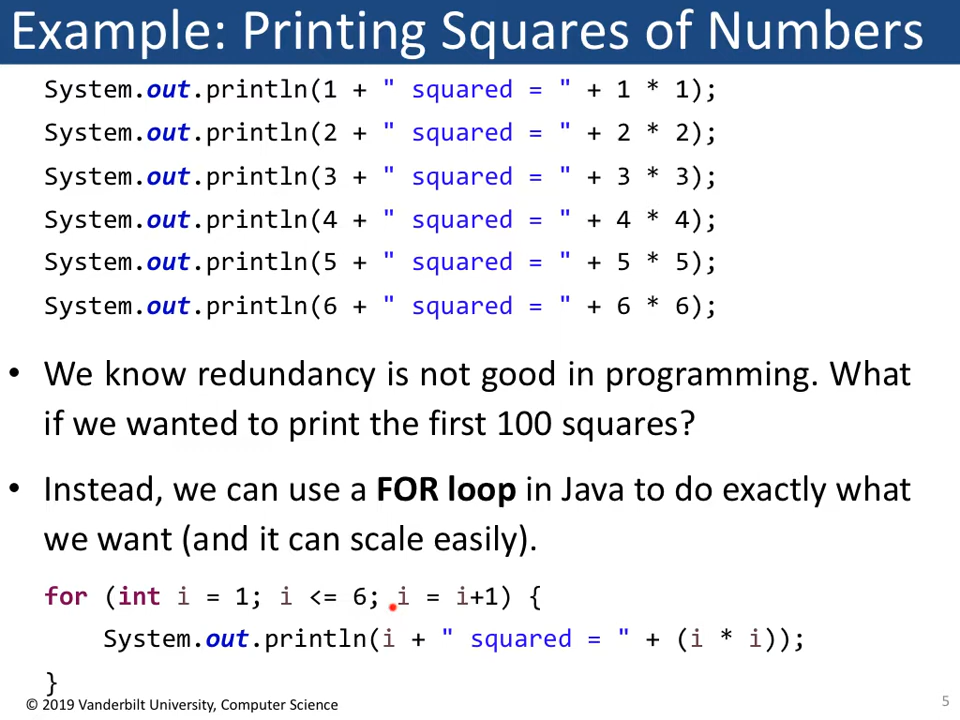 Example: Printing Squares of Numbers
System.out.println(1 + " squared = " + 1 * 1);
System.out.println(2 + " squared = " + 2 * 2);
System.out.println(3 + " squared = " + 3 * 3);
System.out.println(4 + " squared = " + 4 * 4);
System.out.println(5 + " squared = " + 5 * 5);
System.out.println(6 + " squared = " + 6 * 6);
• We know redundancy is not good in programming. What
if we wanted to print the first 100 squares?
• Instead, we can use a FOR loop in Java to do exactly what
we want (and it can scale easily).
for (int i = 1; i <= 6; i = i+1) {
System.out.println(i + " squared = " + (i * i));
}
© 2019 Vanderbilt University, Computer Science
5